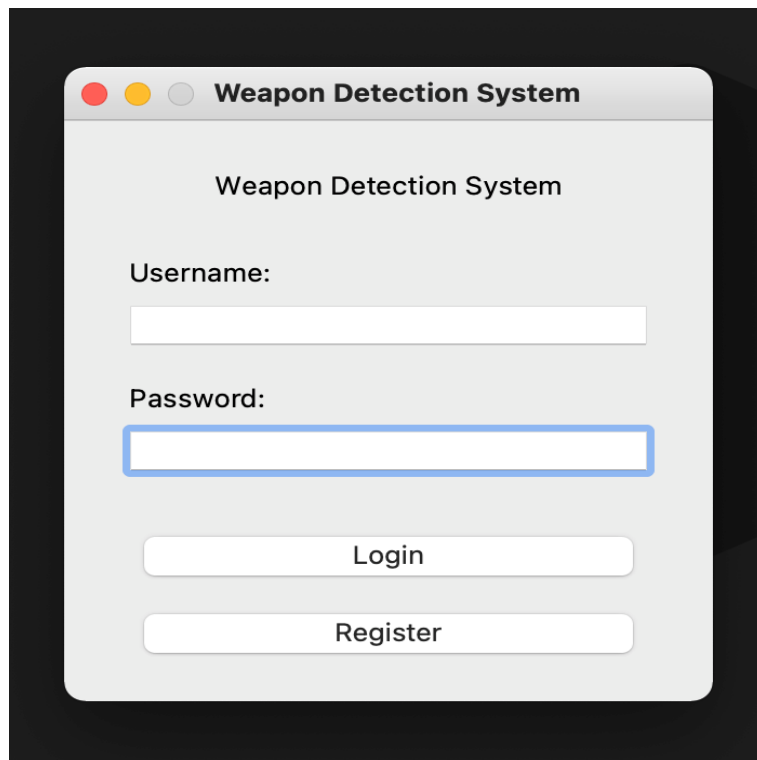 Weapon Detection System
Weapon Detection System
Username:
Password:
Login
Register